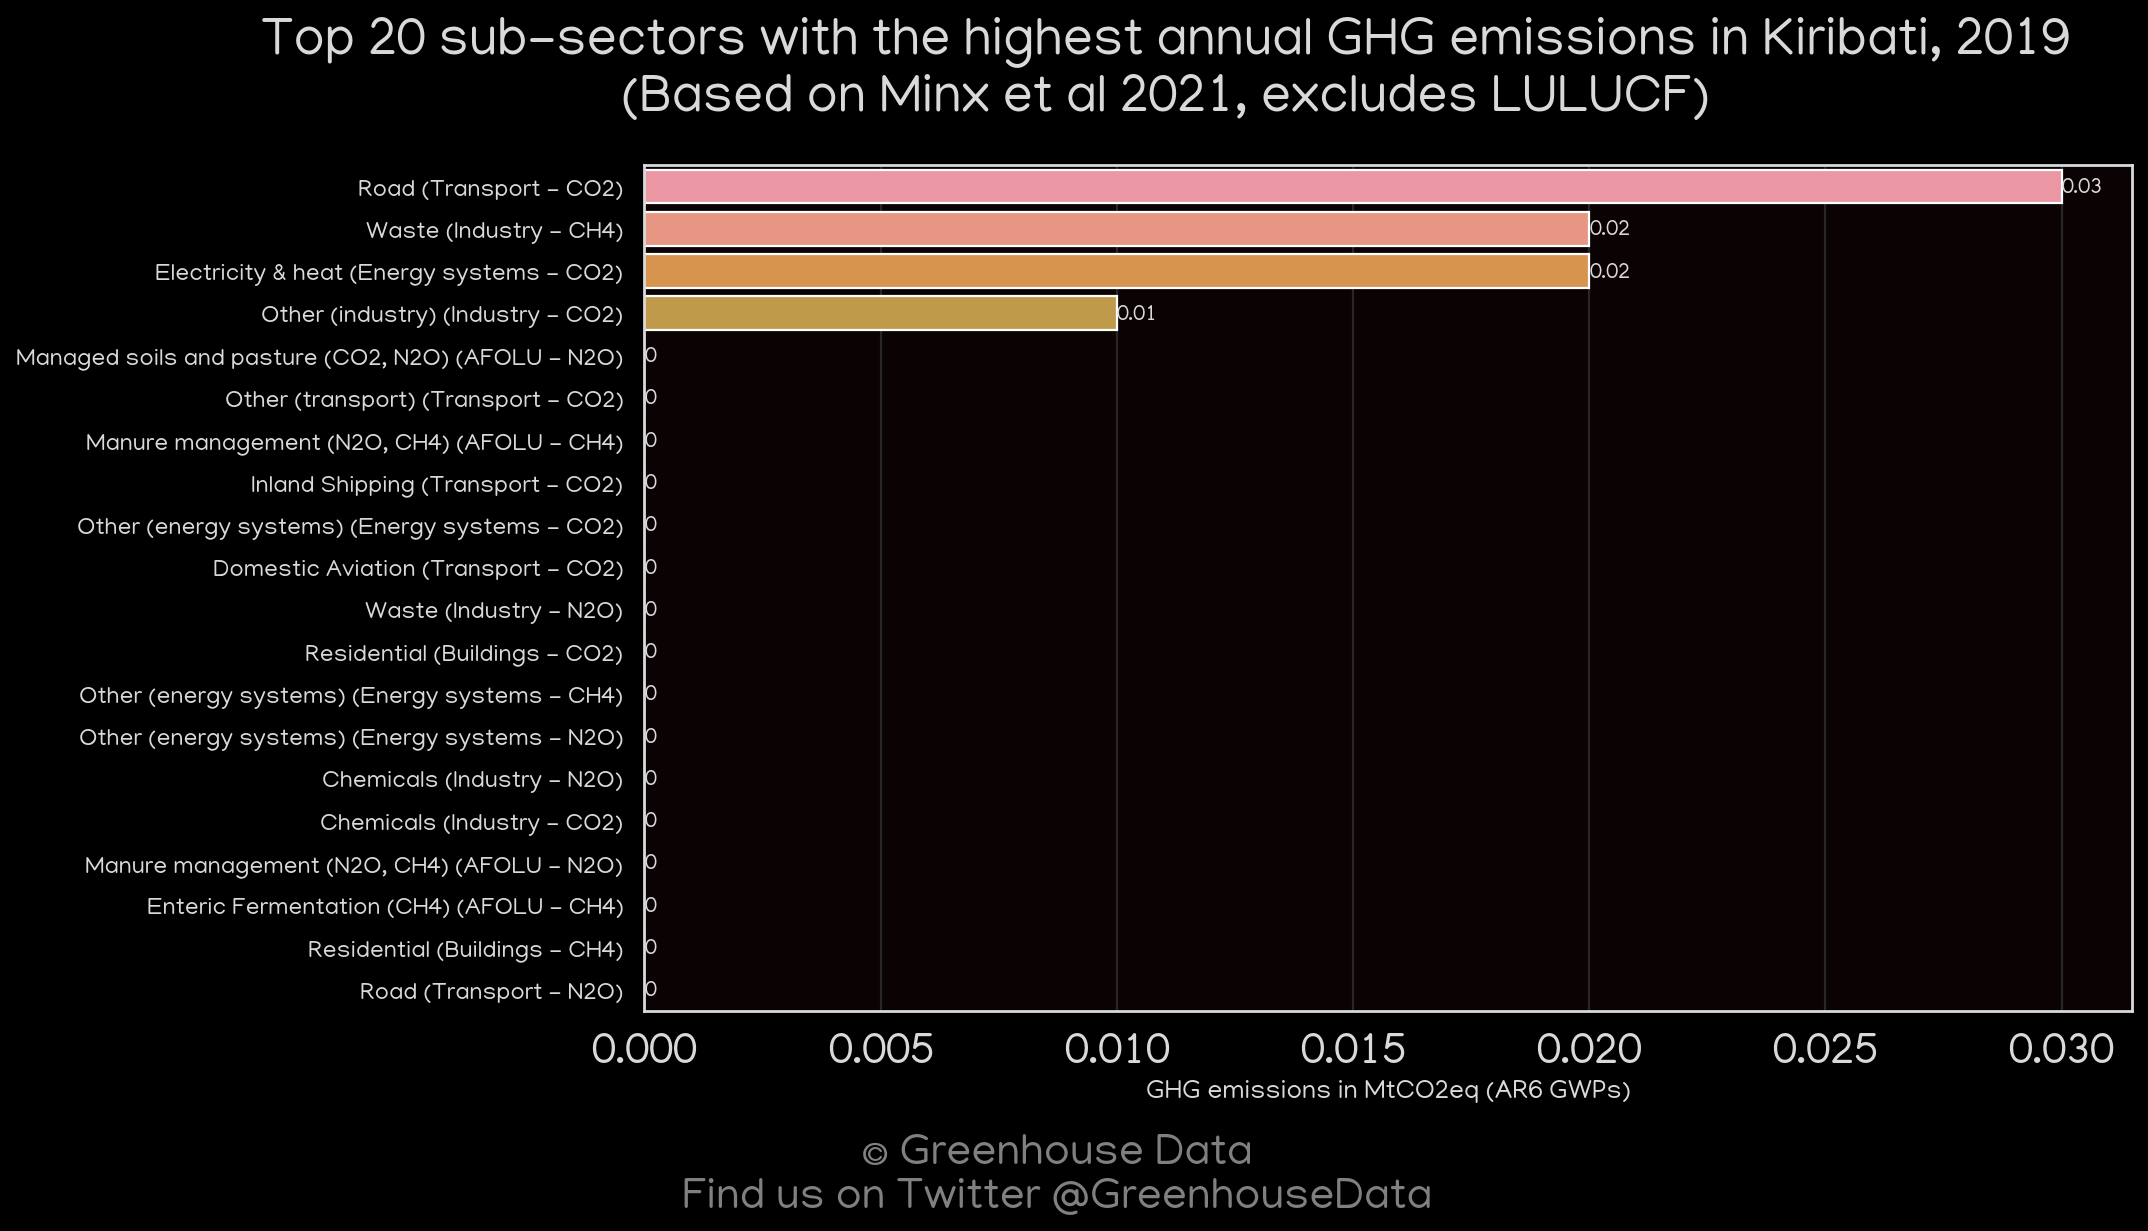 Top 20 sub-sectors with the highest annual GHG emissions in Kiribati, 2019
(Based on Minx et al 2021, excludes LULUCF)
Road (Transport - CO2) 0.03
Waste (Industry - CH4) 0.02
Electricity & heat (Energy systems - CO2) 0.02
Other (industry) (Industry - CO2) 0.01
Managed soils and pasture (CO2, N2O) (AFOLU - N2O) 0
Other (transport) (Transport - CO2) 0
Manure management (N2O, CH4) (AFOLU - CH4) 0
Inland Shipping (Transport - CO2) 0
Other (energy systems) (Energy systems - CO2) 0
Domestic Aviation (Transport - CO2) 0
Waste (Industry - N2O) 0
Residential (Buildings - CO2) 0
Other (energy systems) (Energy systems - CH4) 0
Other (energy systems) (Energy systems - N2O) 0
Chemicals (Industry - N2O) 0
Chemicals (Industry - CO2) 0
Manure management (N2O, CH4) (AFOLU - N2O) 0
Enteric Fermentation (CH4) (AFOLU - CH4) 0
Residential (Buildings - CH4) 0
Road (Transport - N2O) 0
0.000 0.005 0.010 0.015 0.020 0.025 0.030
GHG emissions in MtCO2eq (AR6 GWPs)
© Greenhouse Data
Find us on Twitter @GreenhouseData